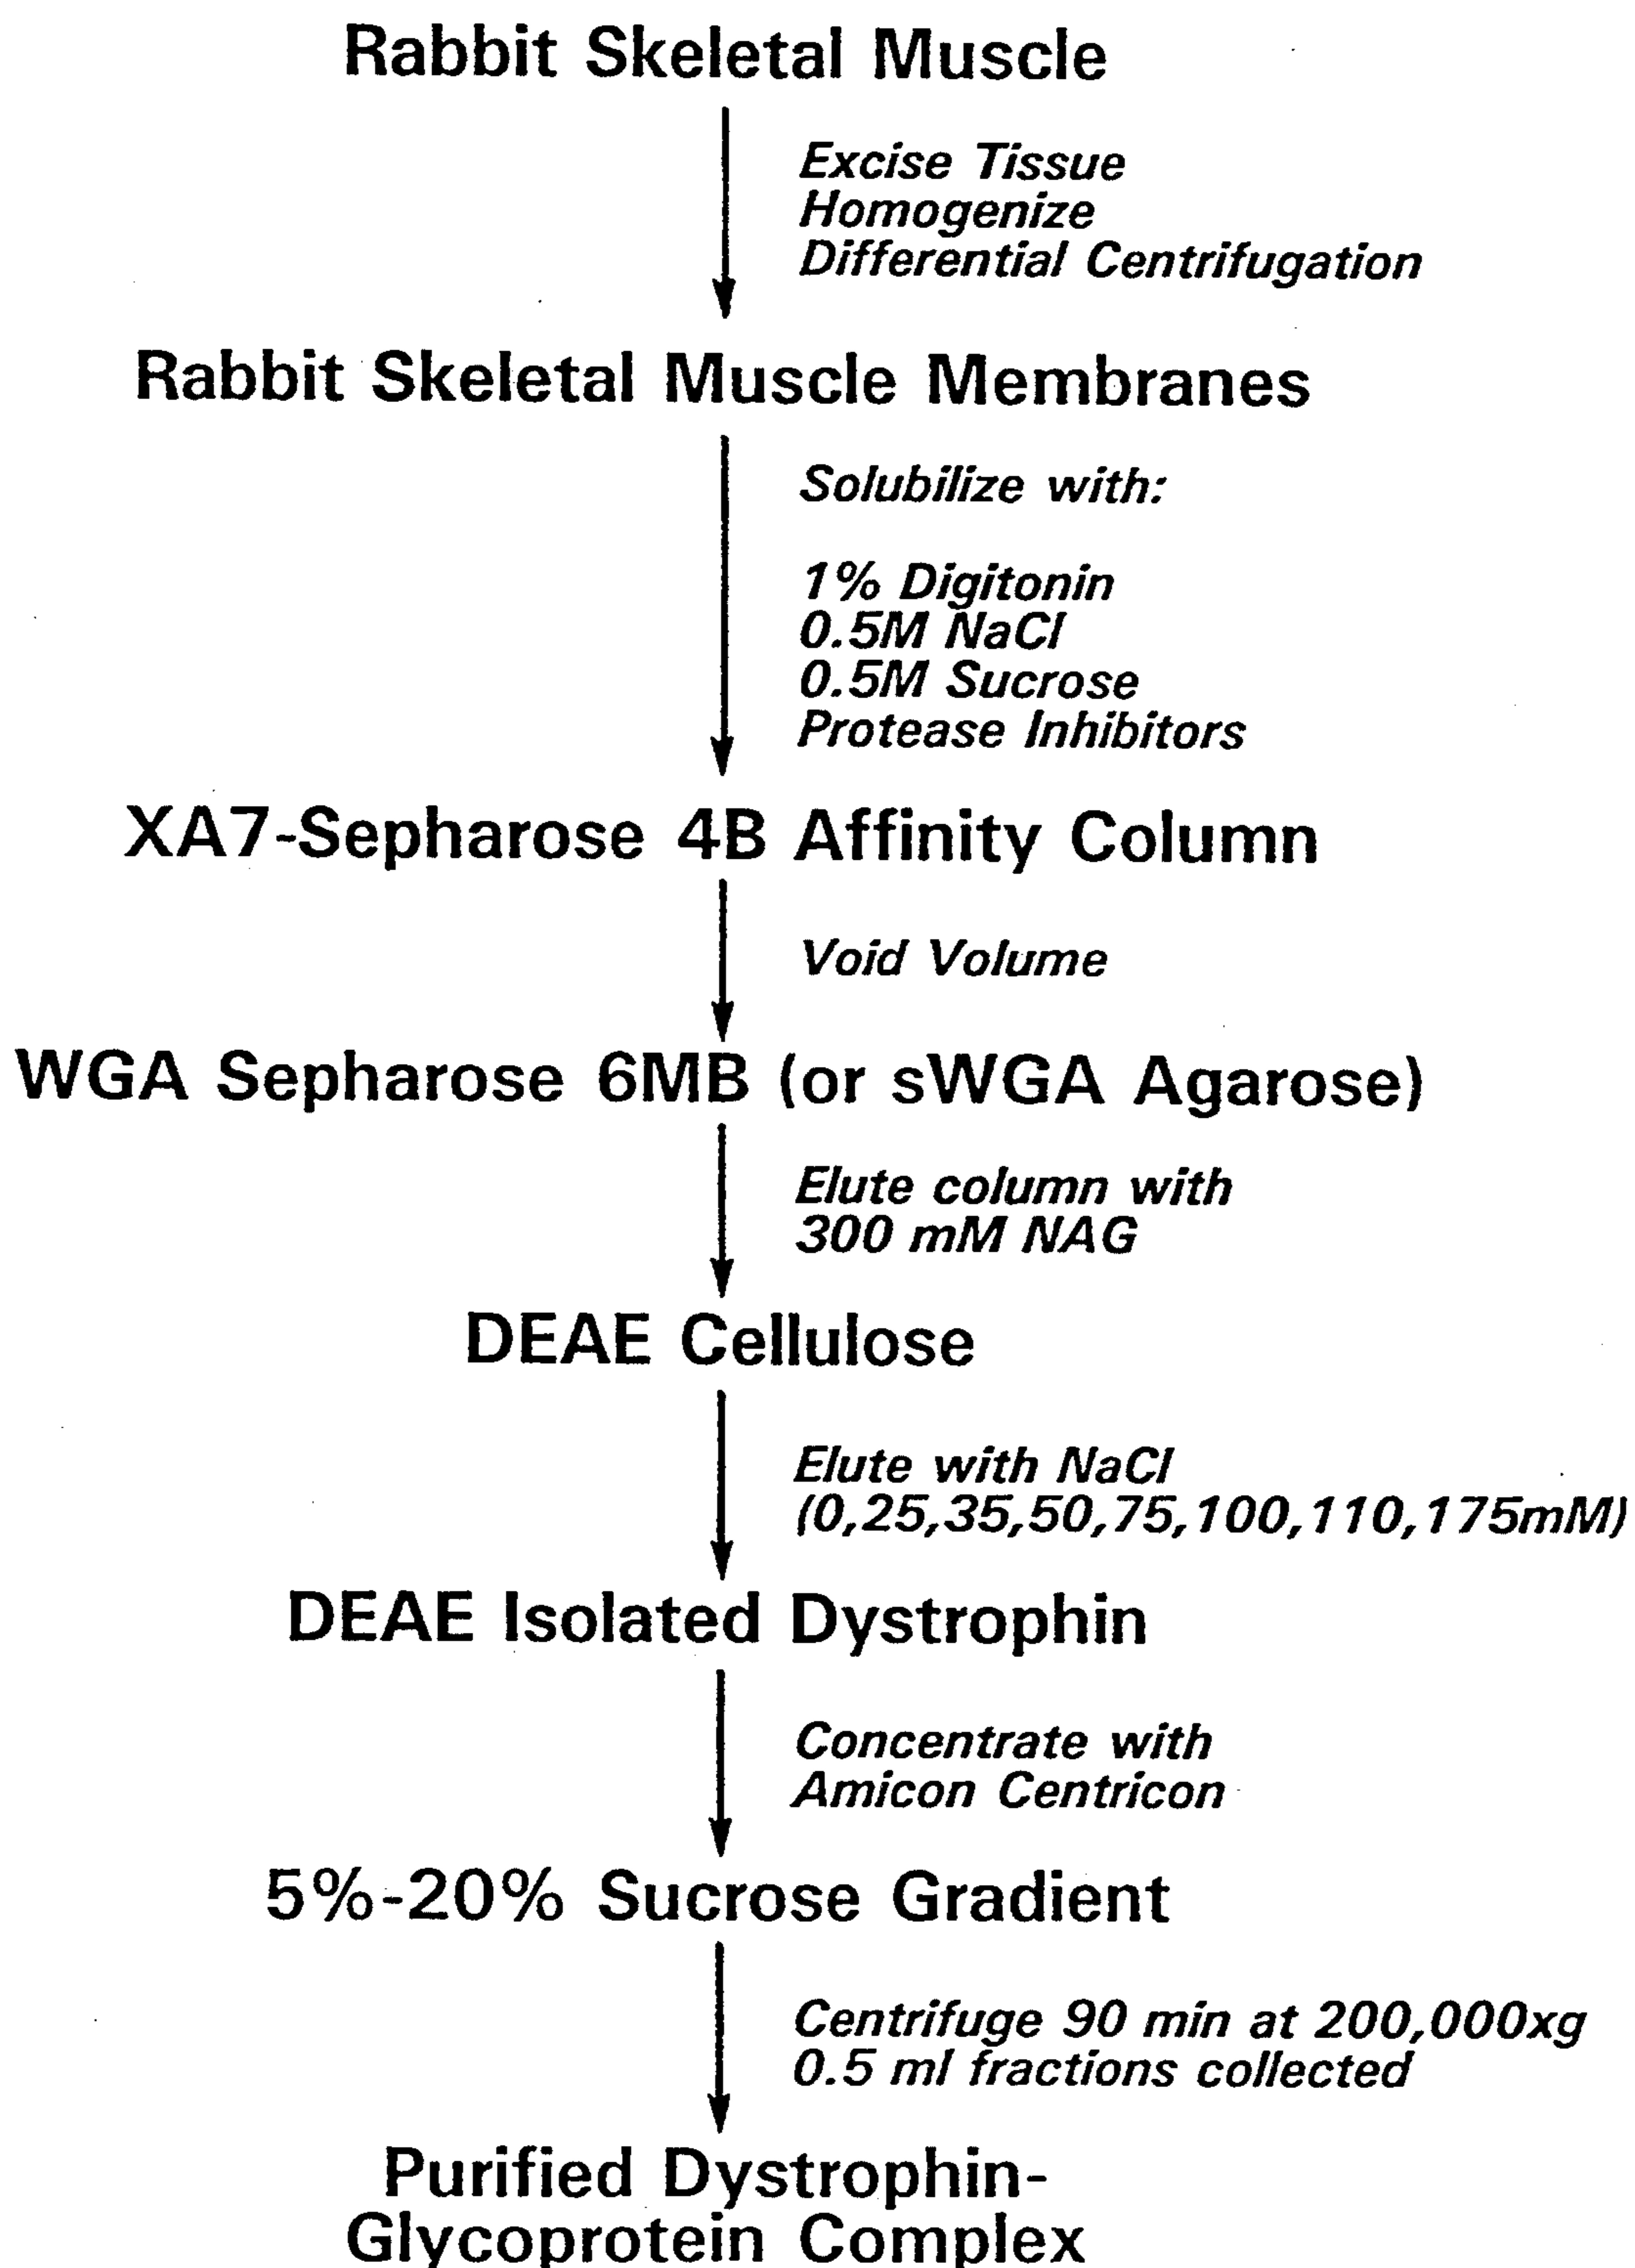 Rabbit Skeletal Muscle
Excise Tissue
Homogenize
Differential Centrifugation
Rabbit Skeletal Muscle Membranes
Solubilize with:
1% Digitonin
0.5M NaCl
0.5M Sucrose
Protease Inhibitors
XA7-Sepharose 4B Affinity Column
Void Volume
WGA Sepharose 6MB (or sWGA Agarose)
Elute column with
300 mM NAG
DEAE Cellulose
Elute with NaCl
(0,25,35,50,75,100,110,175mM)
DEAE Isolated Dystrophin
Concentrate with
Amicon Centricon
5%-20% Sucrose Gradient
Centrifuge 90 min at 200,000xg
0.5 ml fractions collected
Purified Dystrophin-
Glycoprotein Complex